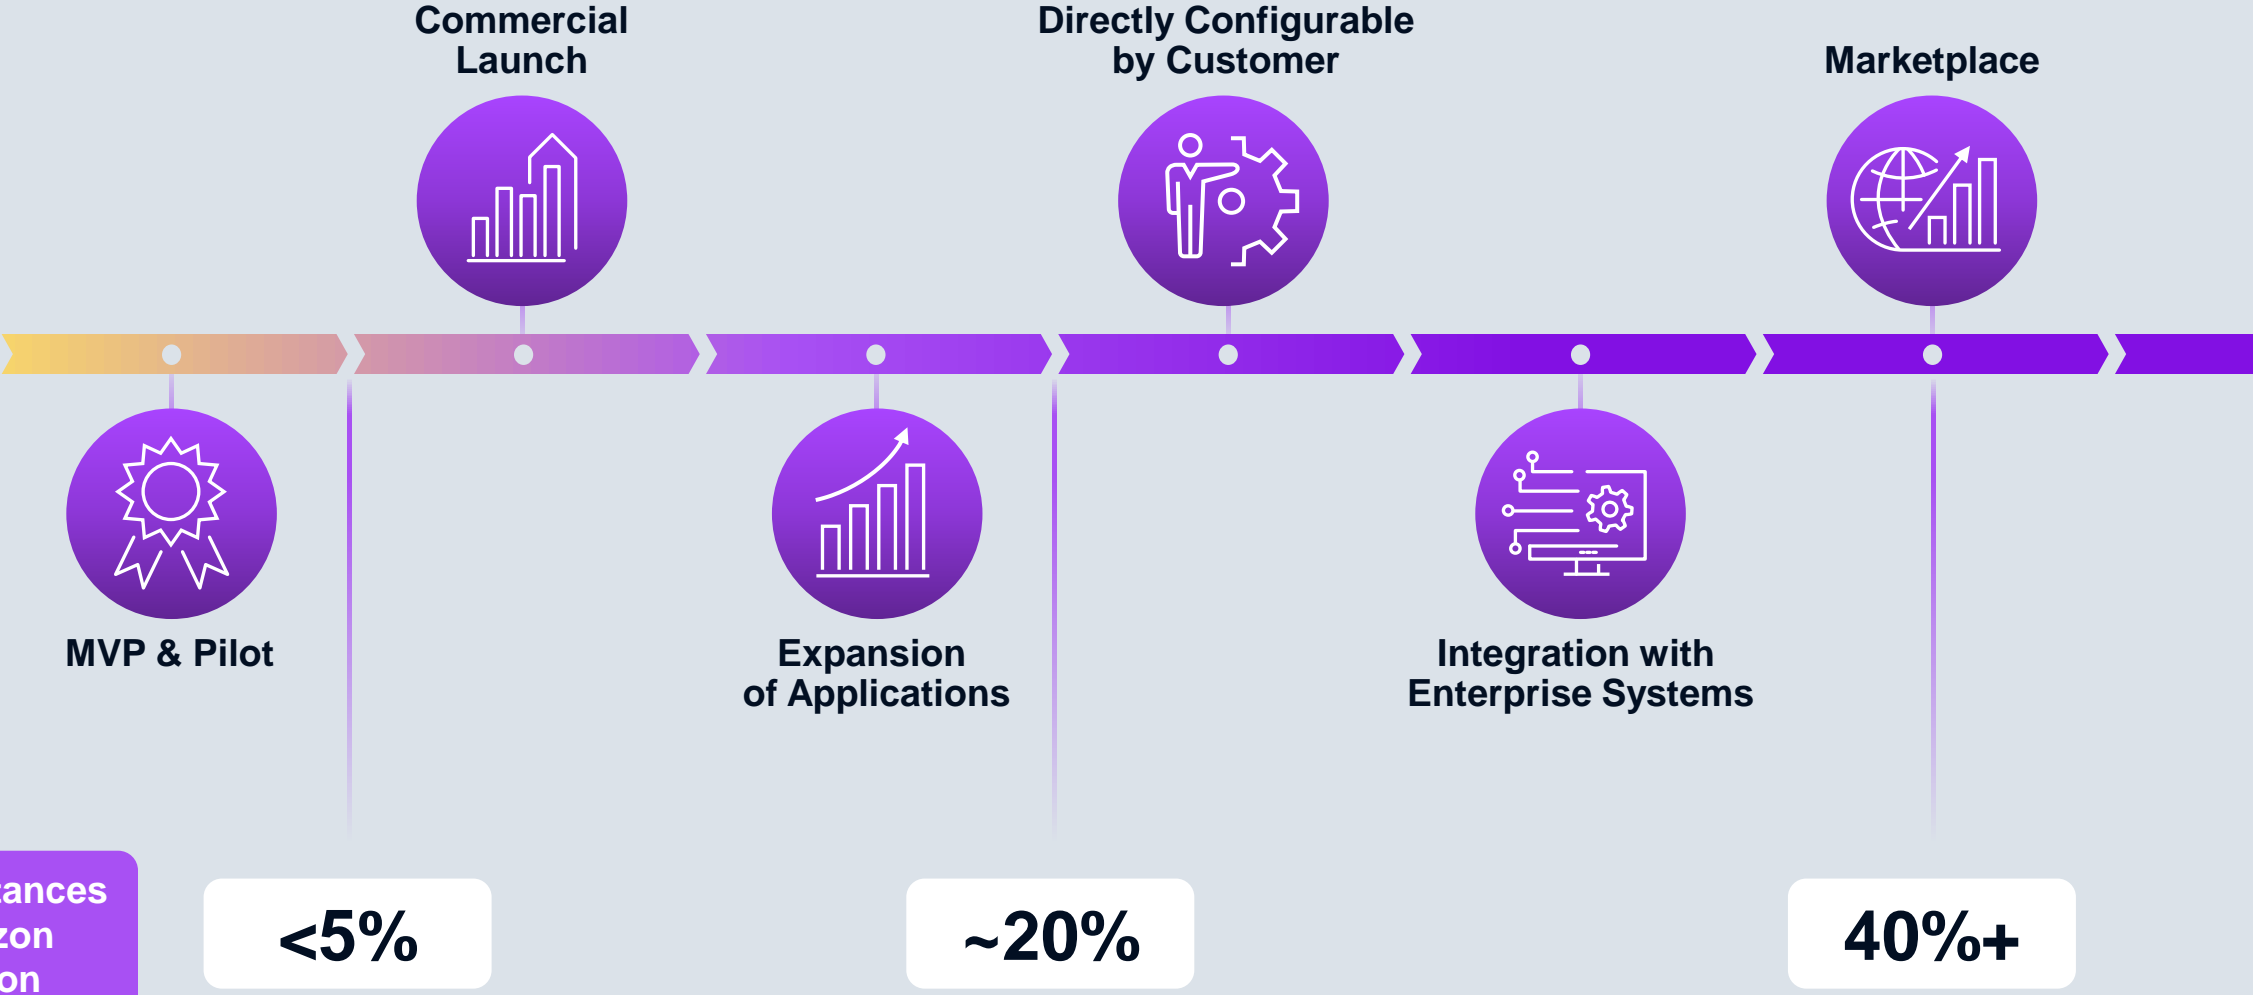 Commercial
Launch
Directly Configurable
by Customer
Marketplace
MVP & Pilot
Expansion
of Applications
Integration with
Enterprise Systems
<5%
~20%
40%+